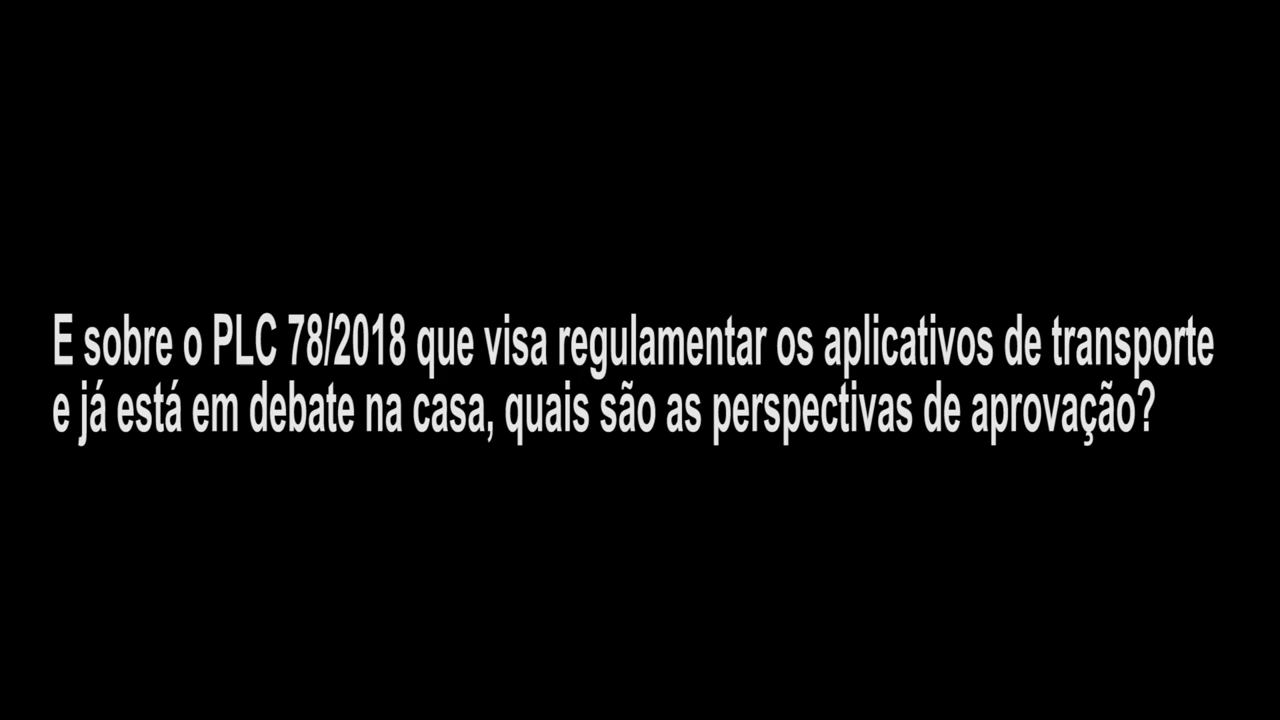 E sobre o PLC 78/2018 que visa regulamentar os aplicativos de transporte
e já está em debate na casa, quais são as perspectivas de aprovação?